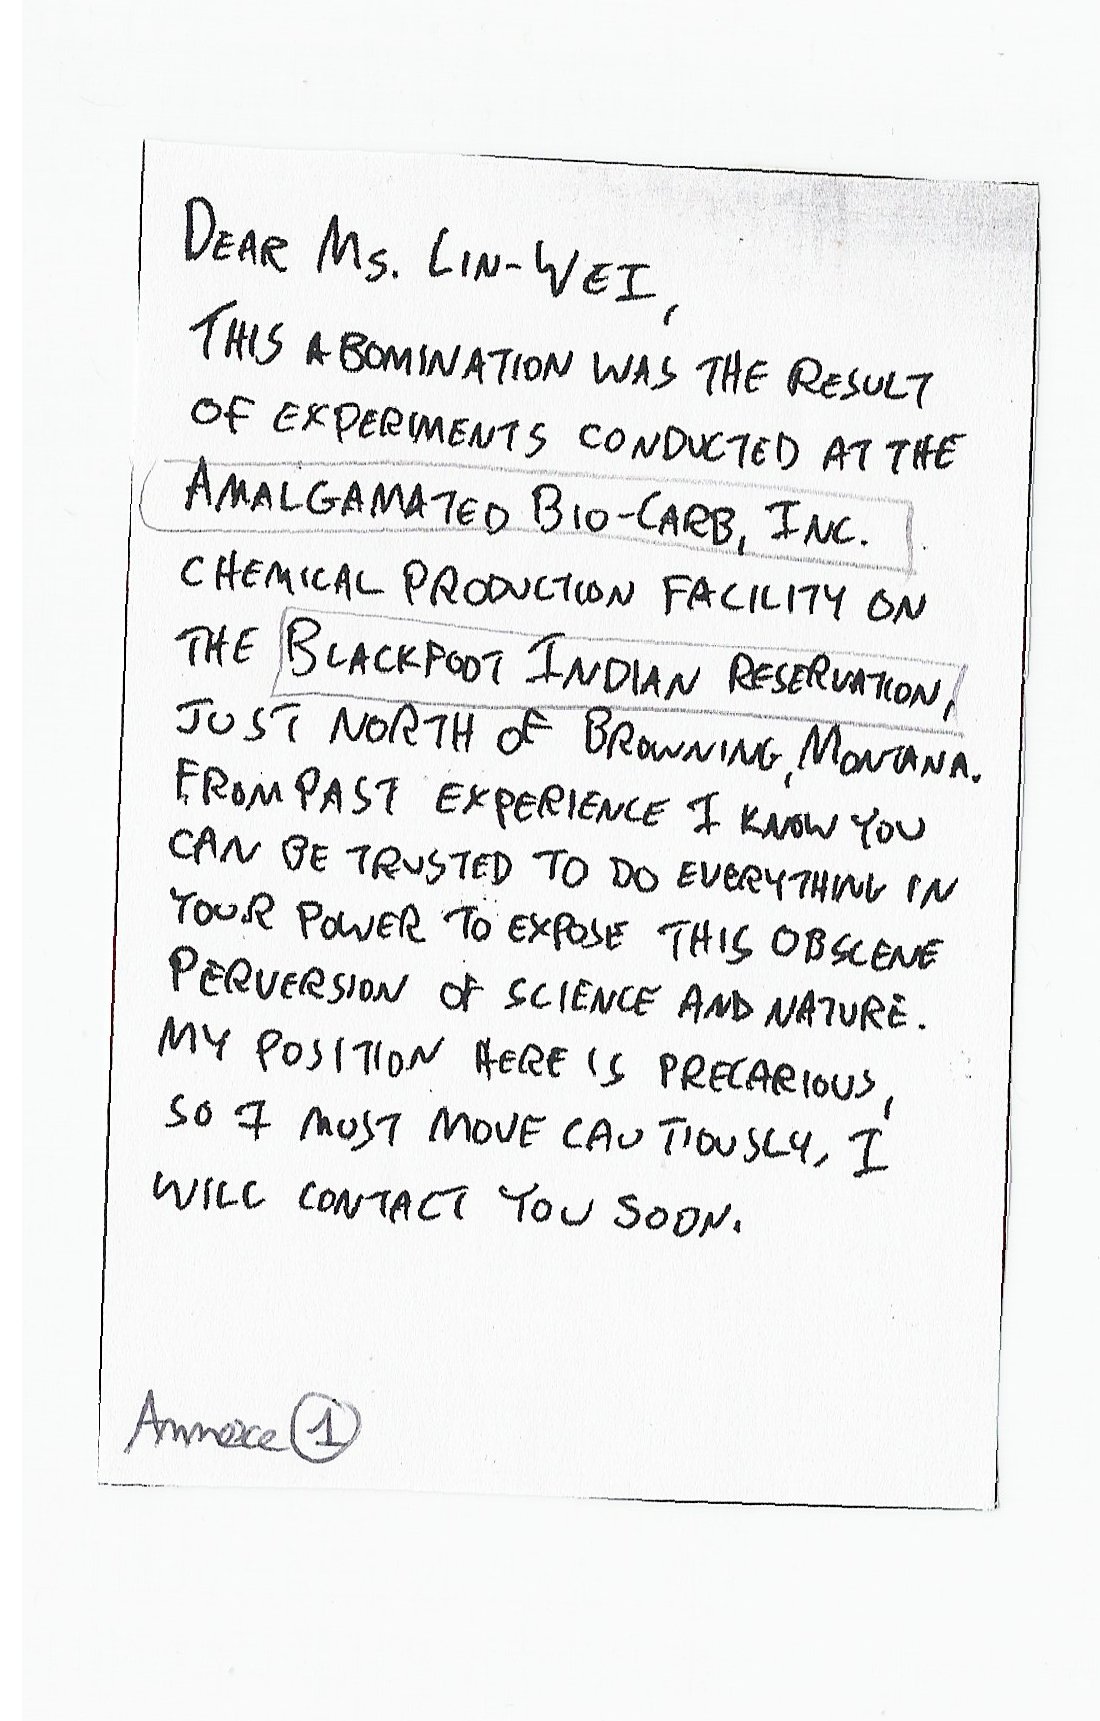 Dear Ms. Lin-Wei,
This abomination was the result
of experiments conducted at the
Amalgamated Bio-Carb, Inc.
chemical production facility on
the Blackfoot Indian Reservation,
just north of Browning, Montana.
From past experience I know you
can be trusted to do everything in
your power to expose this obscene
perversion of science and nature.
My position here is precarious,
so I must move cautiously, I
will contact you soon.
Annexe 1